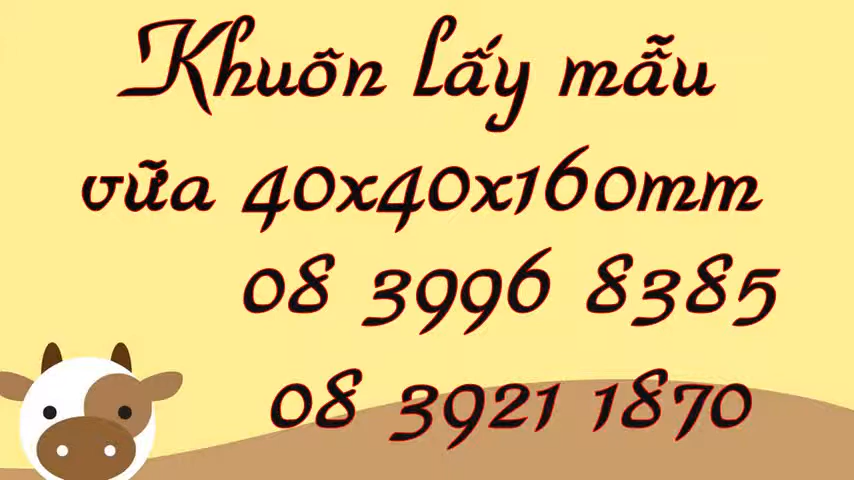 Khuôn lấy mẫu
vữa 40x40x160mm
08 3996 8385
08 3921 1870